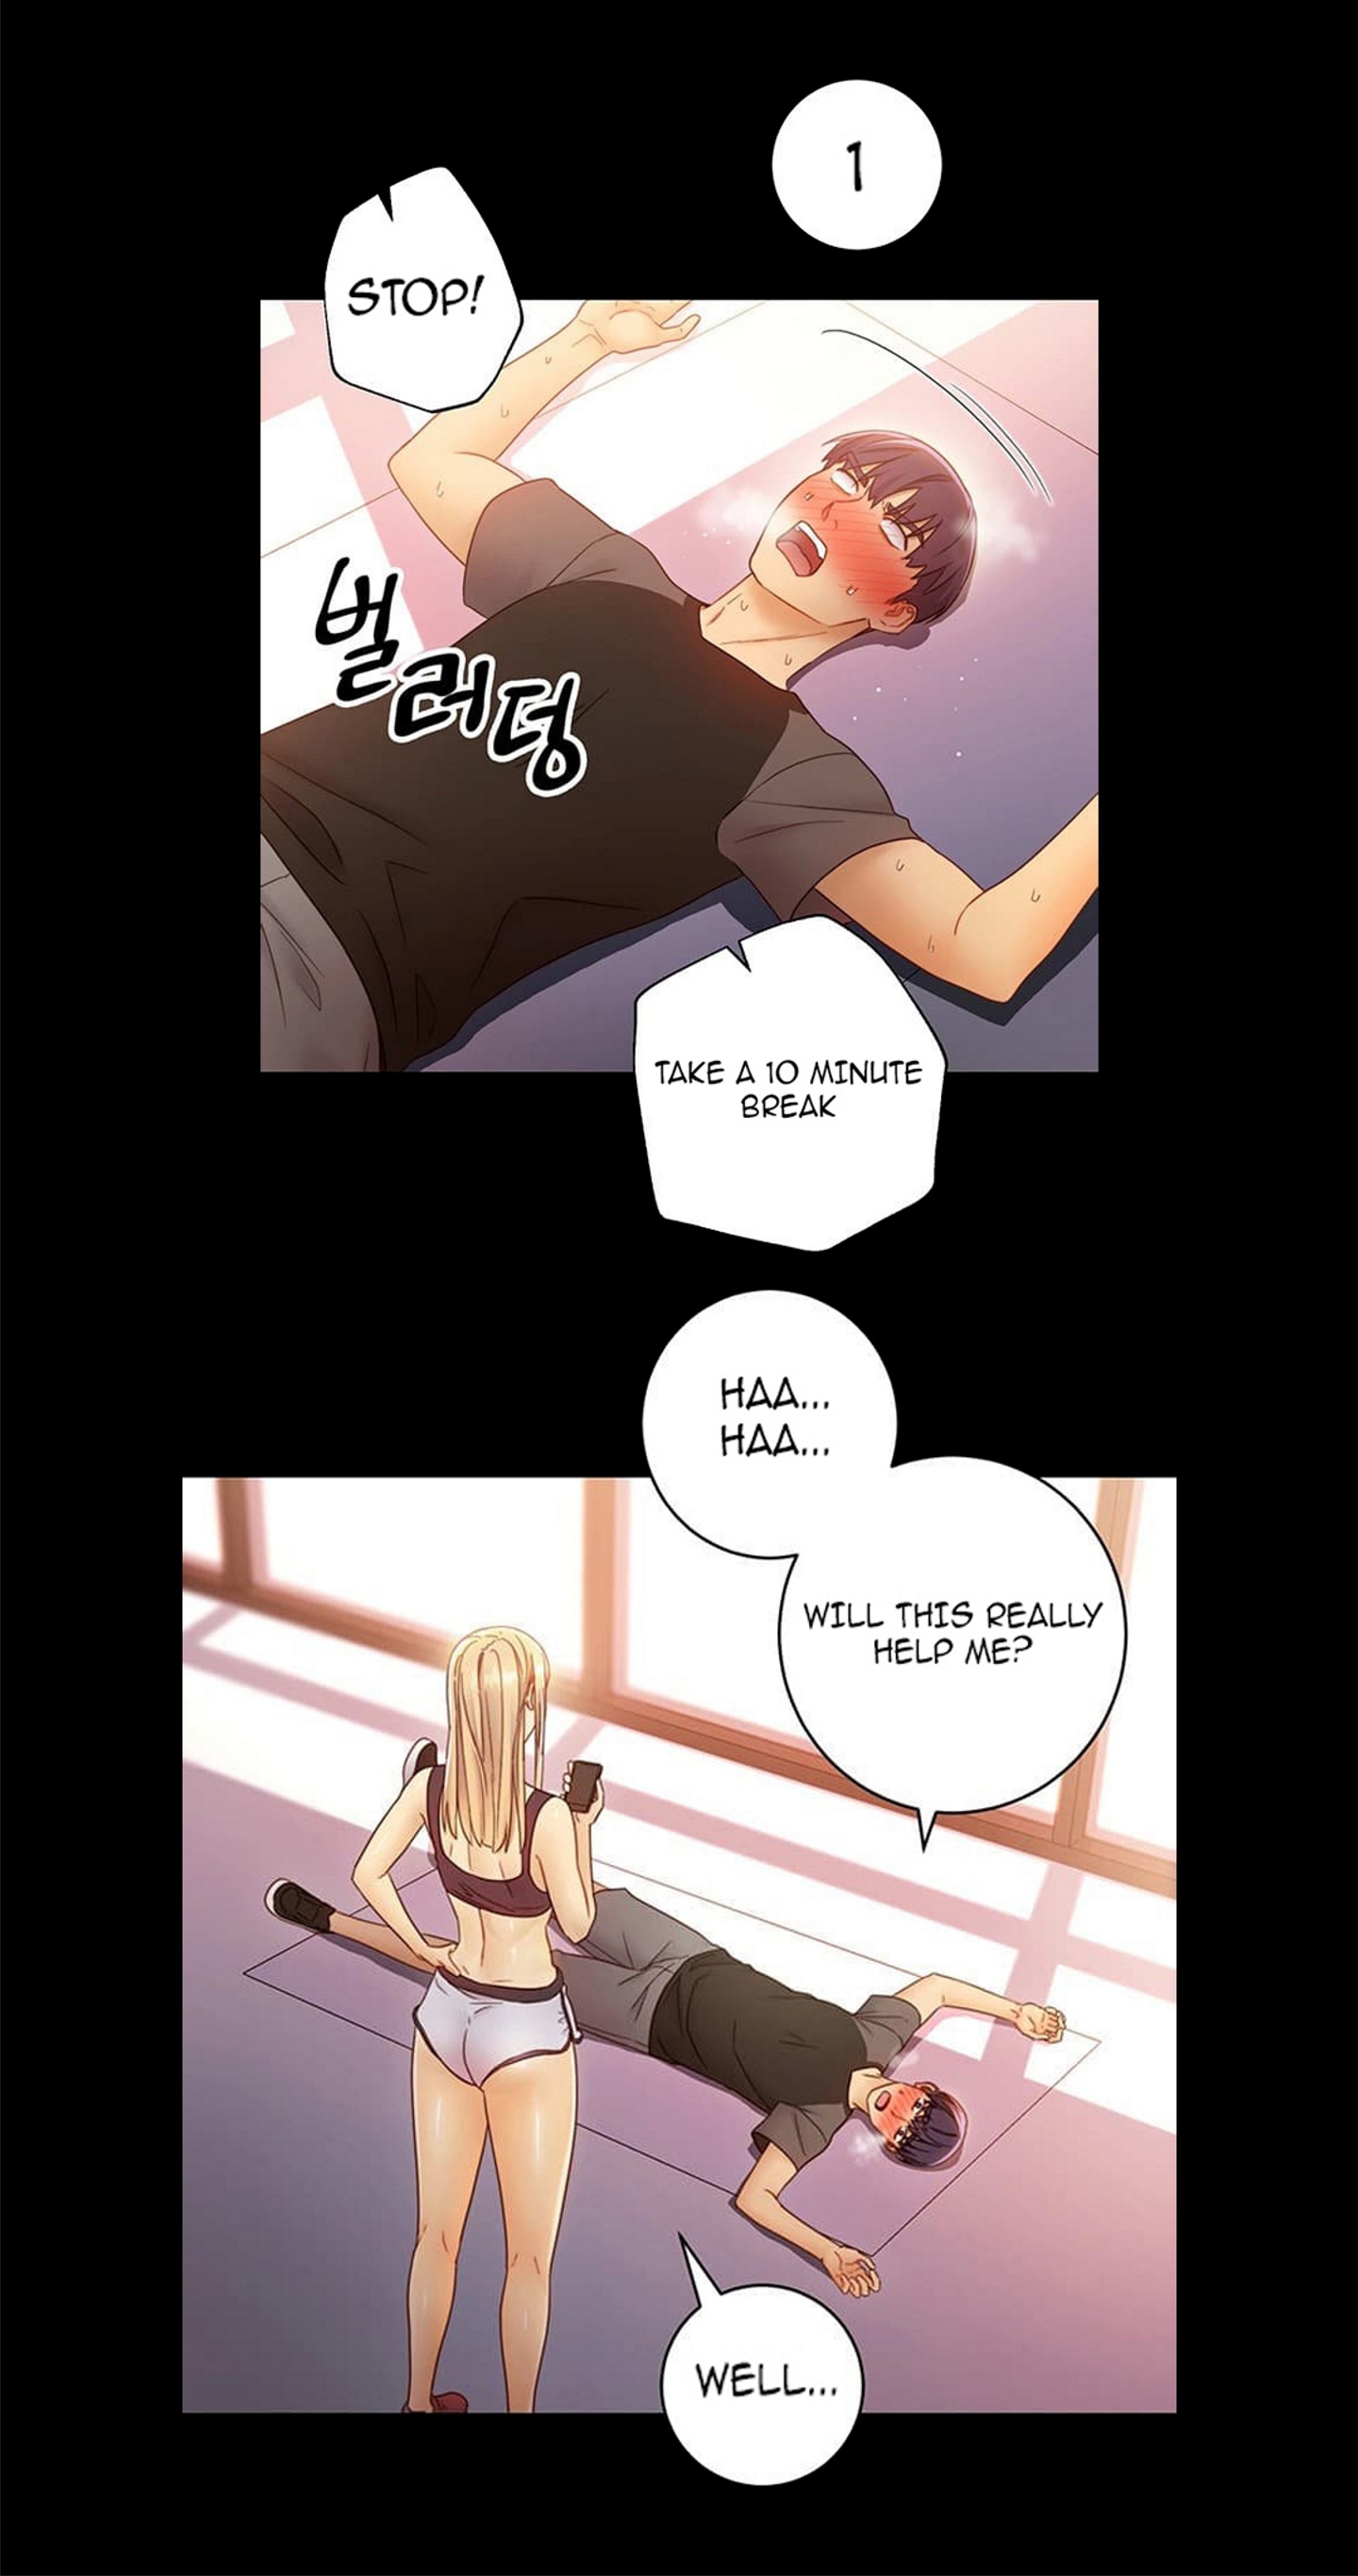 1
STOP!
벌러덩
TAKE A 10 MINUTE
BREAK
HAA...
HAA...
WILL THIS REALLY
HELP ME?
WELL...